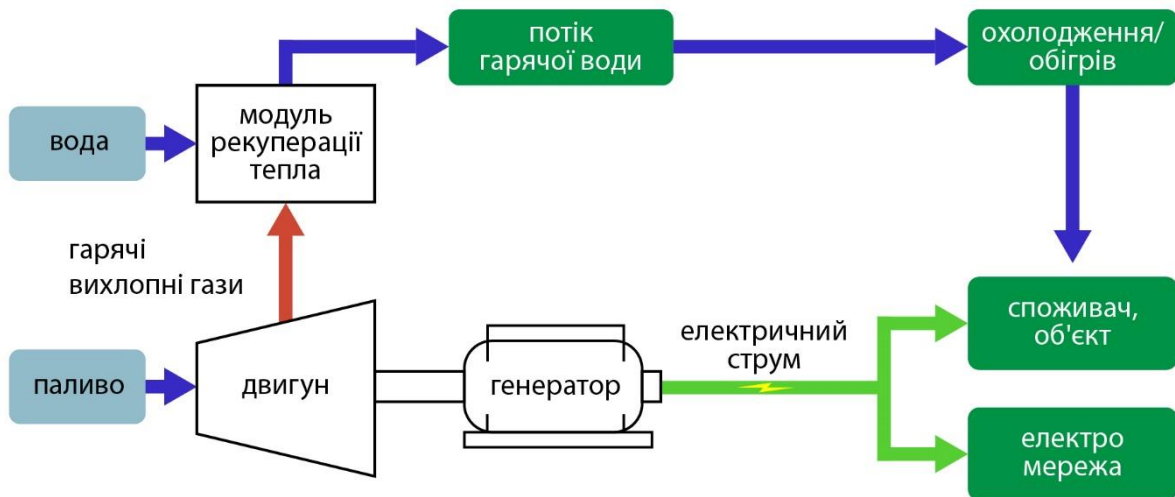 потік
гарячої води
охолодження/
обігрів
вода
модуль
рекуперації
тепла
гарячі
вихлопні гази
паливо
двигун
генератор
електричний
струм
споживач,
об'єкт
електро
мережа